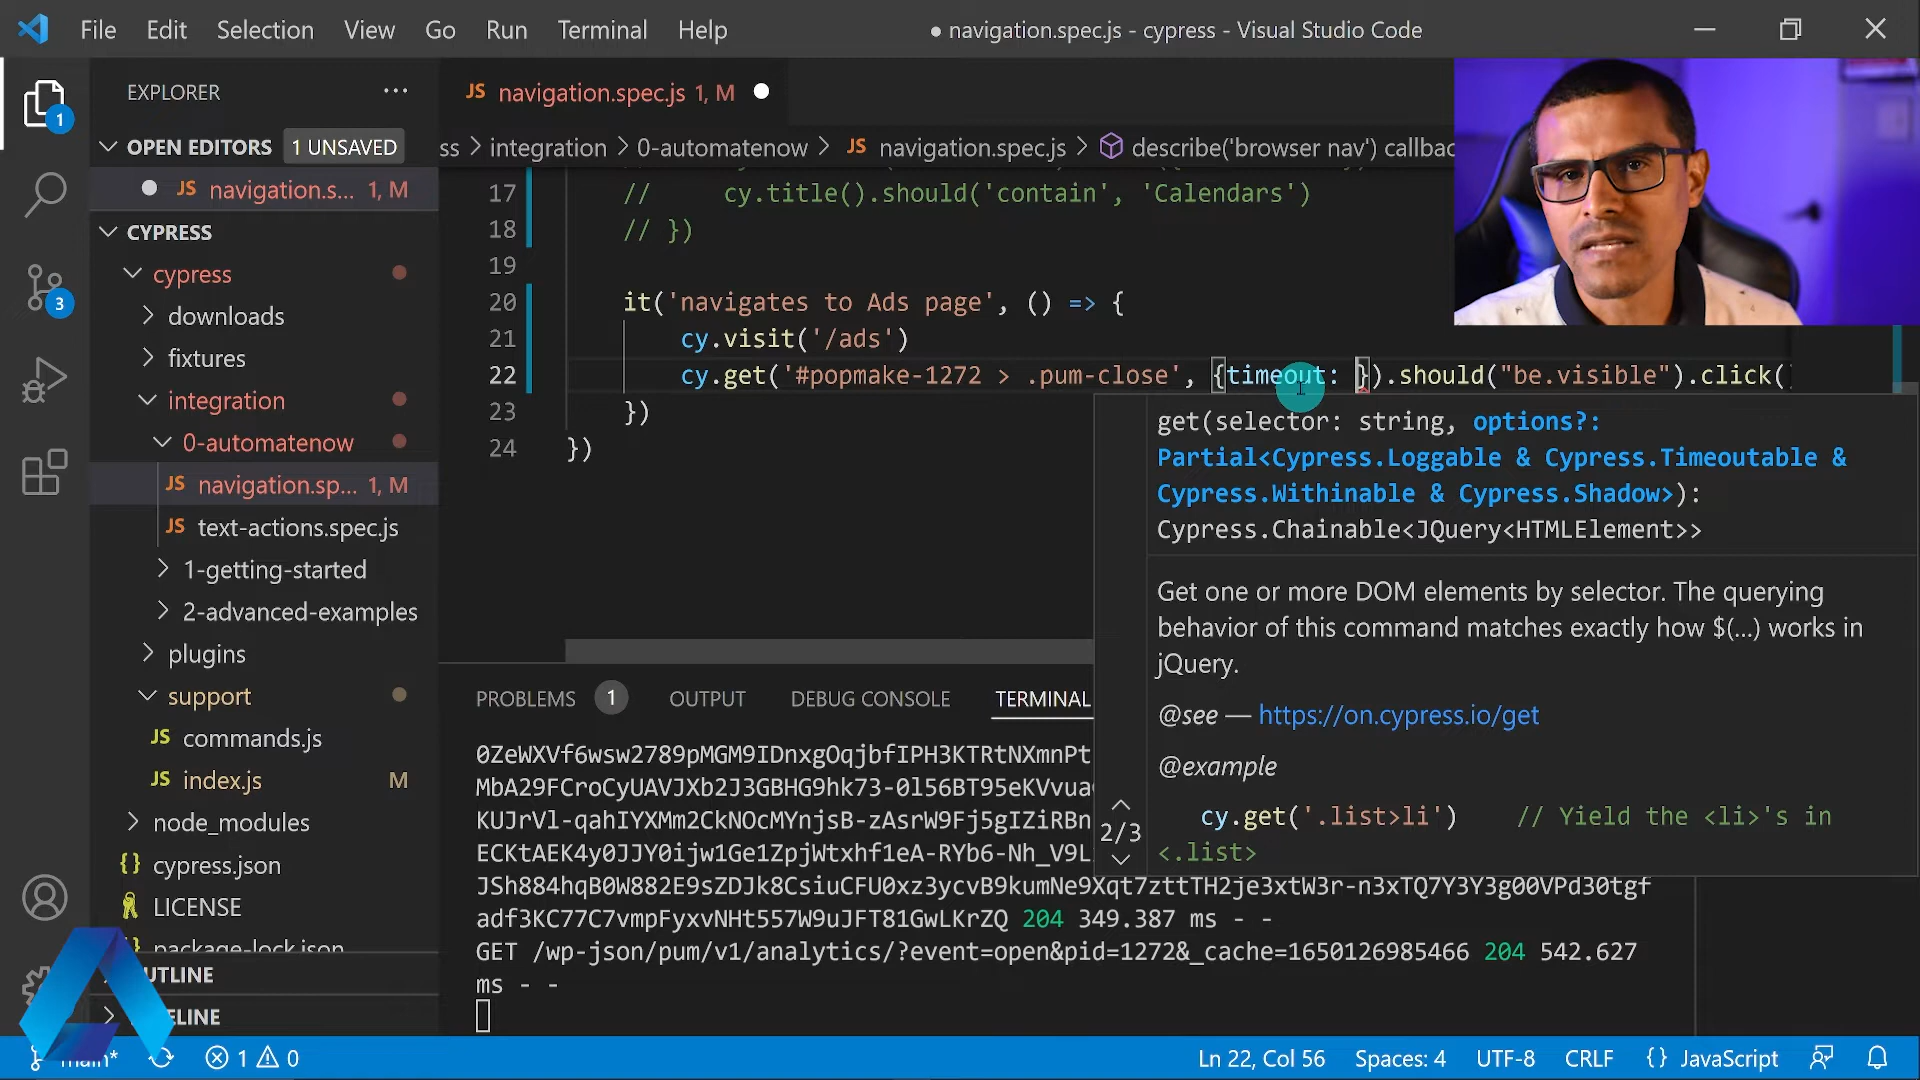 File Edit Selection View Go Run Terminal Help
● navigation.spec.js - cypress - Visual Studio Code
EXPLORER
OPEN EDITORS 1 UNSAVED
JS navigation.s... 1, M
CYPRESS
cypress
downloads
fixtures
integration
0-automatenow
JS navigation.sp... 1, M
JS text-actions.spec.js
1-getting-started
2-advanced-examples
plugins
support
JS commands.js
JS index.js M
node_modules
{} cypress.json
LICENSE
package-lock.json
UTLINE
ELINE
1
3
JS navigation.spec.js 1, M
ss > integration > 0-automatenow > JS navigation.spec.js > describe('browser nav') callbac
17 // cy.title().should('contain', 'Calendars')
18 // })
19
20 it('navigates to Ads page', () => {
21 cy.visit('/ads')
22 cy.get('#popmake-1272 > .pum-close', {timeout: }).should("be.visible").click(
23 })
24 })
get(selector: string, options?:
Partial<Cypress.Loggable & Cypress.Timeoutable &
Cypress.Withinable & Cypress.Shadow>):
Cypress.Chainable<JQuery<HTMLElement>>
Get one or more DOM elements by selector. The querying
behavior of this command matches exactly how $(...) works in
jQuery.
@see — https://on.cypress.io/get
@example
cy.get('.list>li') // Yield the <li>'s in
<.list>
2/3
PROBLEMS 1 OUTPUT DEBUG CONSOLE TERMINAL
0ZeWXVf6wsw2789pMGM9IDnxgOqjbfIPH3KTRtNXmnPt
MbA29FCroCyUAVJXb2J3GBHG9hk73-0l56BT95eKVvua
KUJrVl-qahIYXMm2CkNOcMYnjsB-zAsrW9Fj5gIZiRBn
ECKtAEK4y0JJY0ijw1Ge1ZpjWtxhf1eA-RYb6-Nh_V9L
JSh884hqB0W882E9sZDJk8CsiuCFU0xz3ycvB9kumNe9Xqt7zttTH2je3xtW3r-n3xTQ7Y3Y3g00VPd30tgf
adf3KC77C7vmpFyxvNHt557W9uJFT81GwLKrZQ 204 349.387 ms - -
GET /wp-json/pum/v1/analytics/?event=open&pid=1272&_cache=1650126985466 204 542.627
ms - -
main* 1 0
Ln 22, Col 56 Spaces: 4 UTF-8 CRLF {} JavaScript